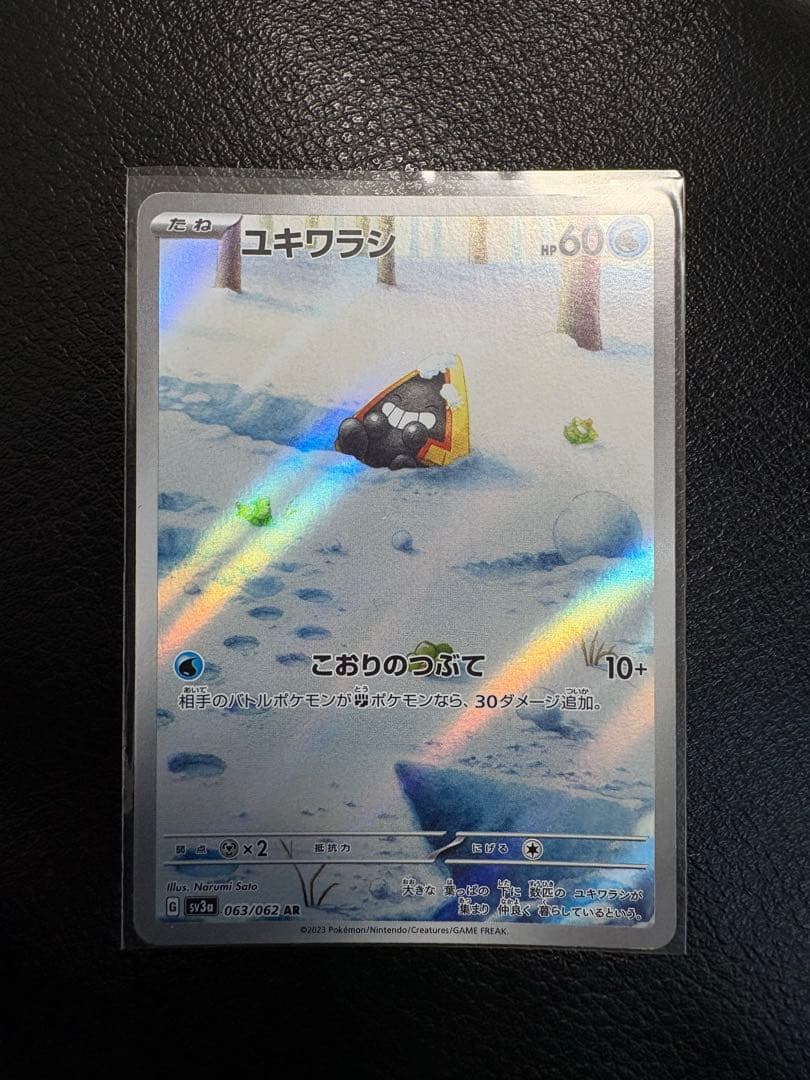 たね
ユキワラシ
HP60
こおりのつぶて 10+
相手のバトルポケモンがポケモンなら、30ダメージ追加。
弱点 ×2 抵抗力 にげる
Illus. Narumi Sato
大きな 葉っぱの 下に 数匹の ユキワラシが
集まり 仲良く 暮らしているという。
G sv3a 063/062 AR
©2023 Pokémon/Nintendo/Creatures/GAME FREAK.